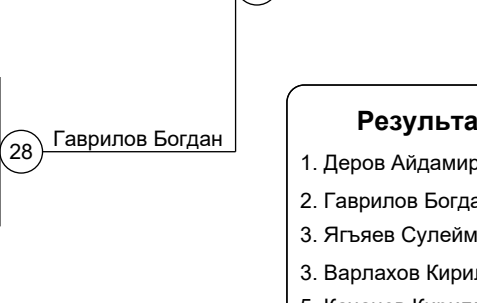 28
Гаврилов Богдан
Результа
1. Деров Айдамир
2. Гаврилов Богда
3. Ягъяев Сулейм
3. Варлахов Кирил